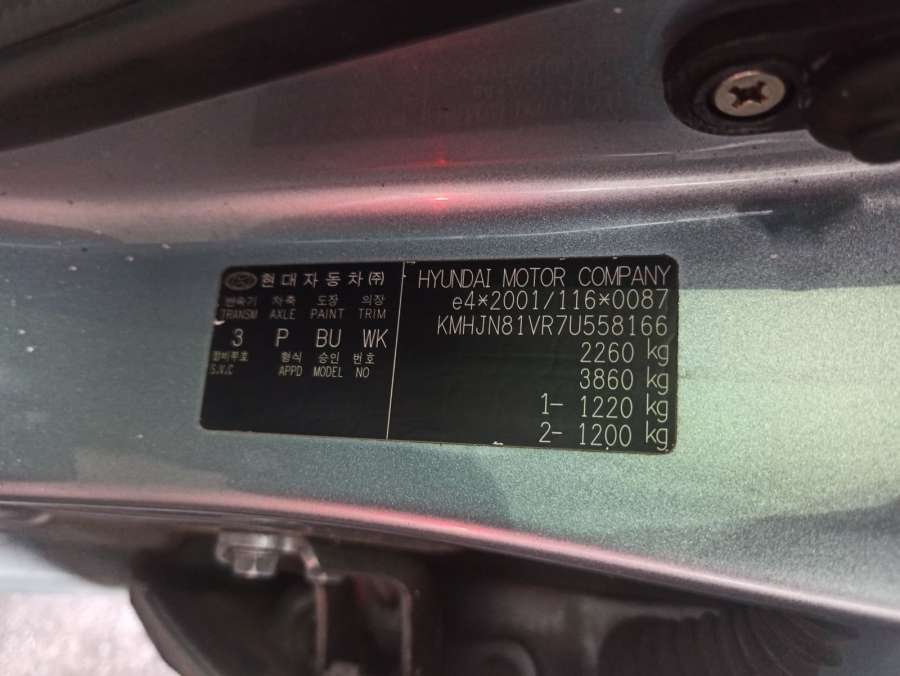 현대자동차㈜
변속기 차축 도장 의장
TRANSM AXLE PAINT TRIM
3 P BU WK
장비부호 형식 승인 번호
S.V.C APPD MODEL NO
HYUNDAI MOTOR COMPANY
e4*2001/116*0087
KMHJN81VR7U558166
2260 kg
3860 kg
1- 1220 kg
2- 1200 kg